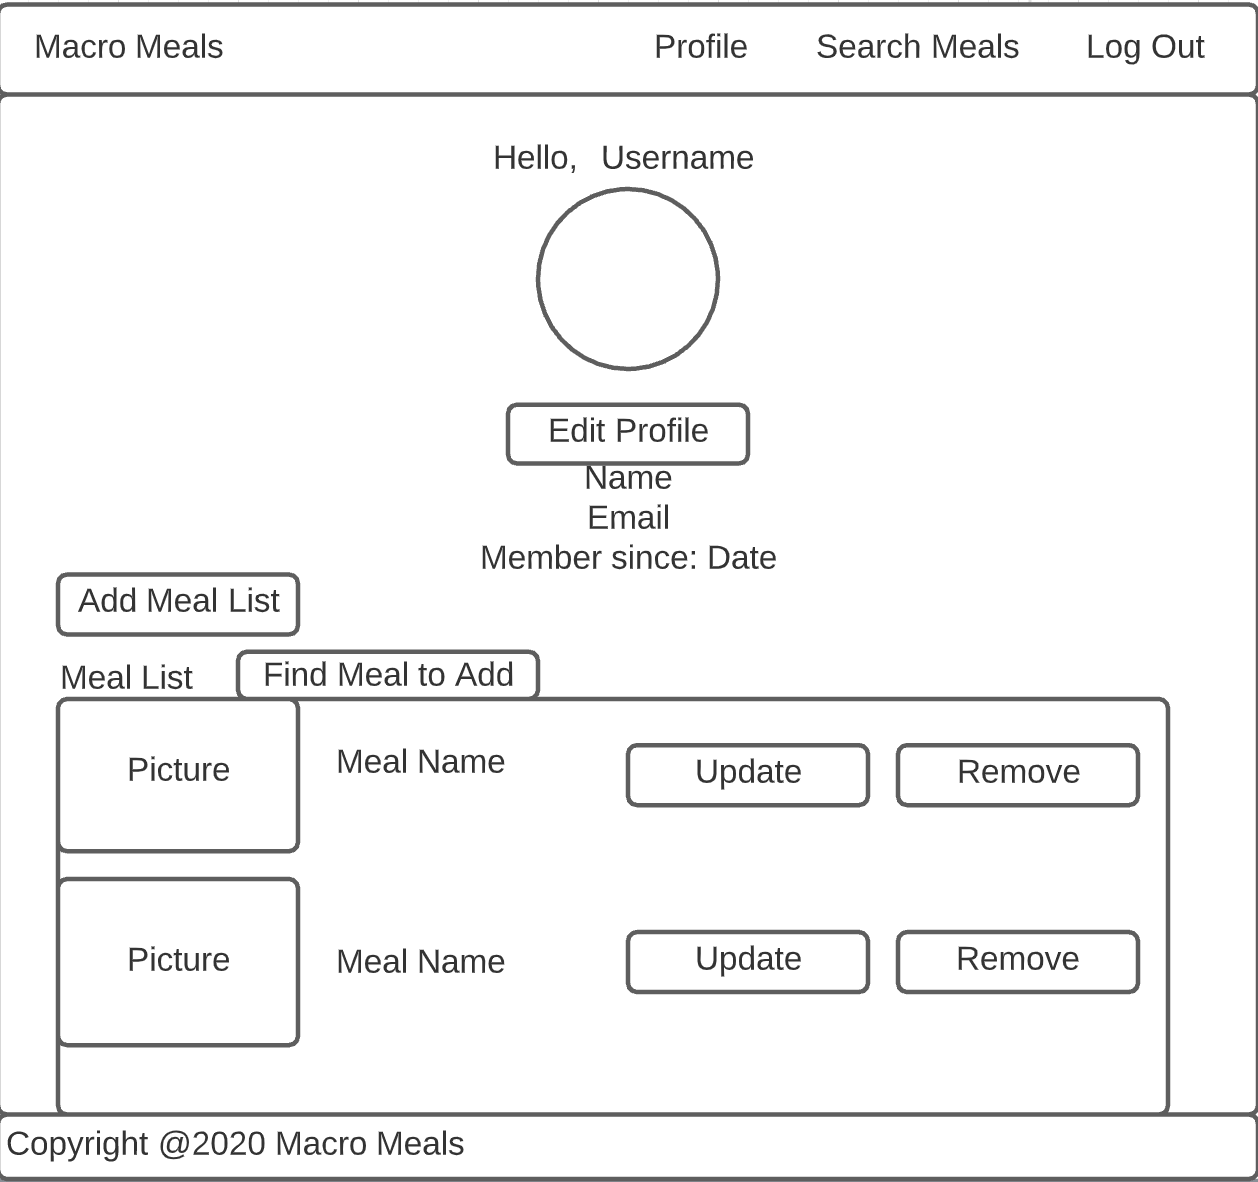 Macro Meals Profile Search Meals Log Out
Hello, Username
Edit Profile
Name
Email
Member since: Date
Add Meal List
Meal List Find Meal to Add
Picture Meal Name Update Remove
Picture Meal Name Update Remove
Copyright @2020 Macro Meals